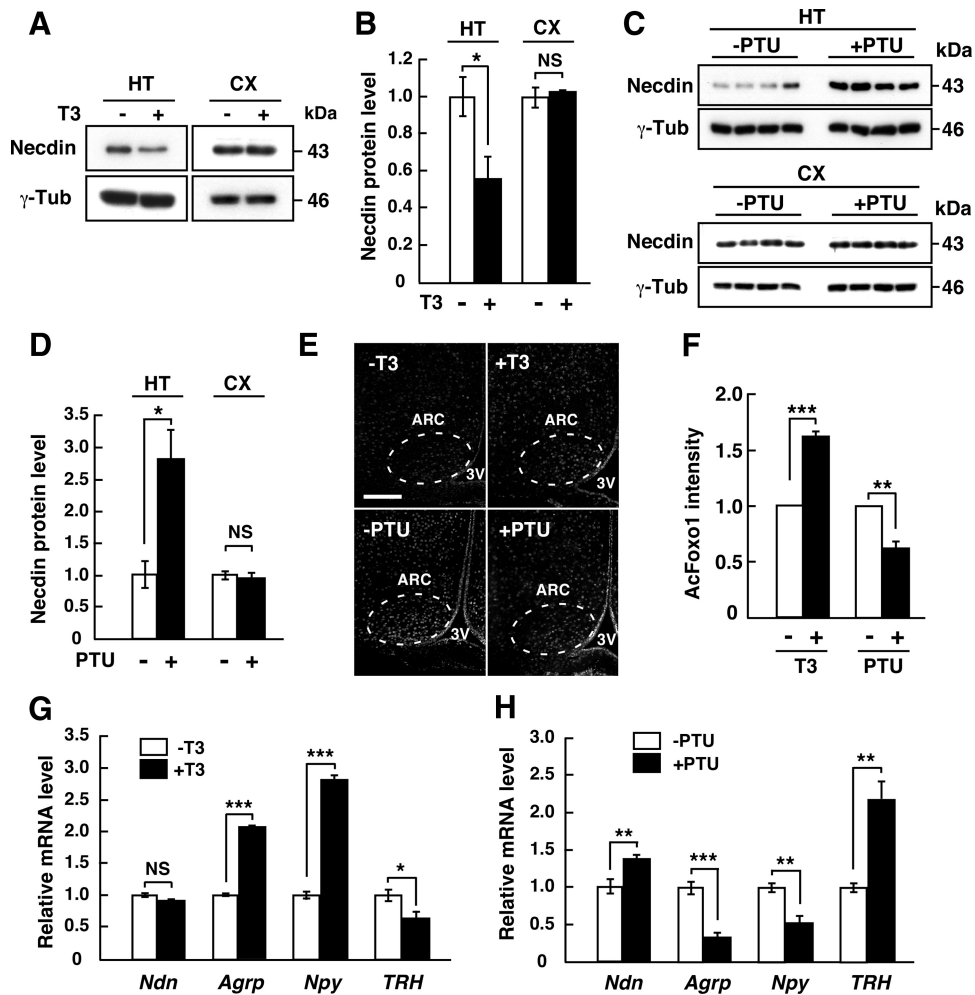 A
HT CX
T3 - + - + kDa
Necdin 43
γ-Tub 46
B
HT CX
* NS
Necdin protein level
1.2
1.0
0.8
0.6
0.4
0.2
0
T3 - + - +
C
HT
-PTU +PTU kDa
Necdin 43
γ-Tub 46
CX
-PTU +PTU kDa
Necdin 43
γ-Tub 46
D
HT CX
* NS
Necdin protein level
3.5
3.0
2.5
2.0
1.5
1.0
0.5
0
PTU - + - +
E
-T3 +T3
ARC ARC
3V 3V
-PTU +PTU
ARC ARC
3V 3V
F
AcFoxo1 intensity
2.0
1.5
1.0
0.5
0
*** **
- + - +
T3 PTU
G
Relative mRNA level
3.5
3.0
2.5
2.0
1.5
1.0
0.5
0
-T3
+T3
NS *** *** *
Ndn Agrp Npy TRH
H
Relative mRNA level
3.0
2.5
2.0
1.5
1.0
0.5
0
-PTU
+PTU
** *** ** **
Ndn Agrp Npy TRH